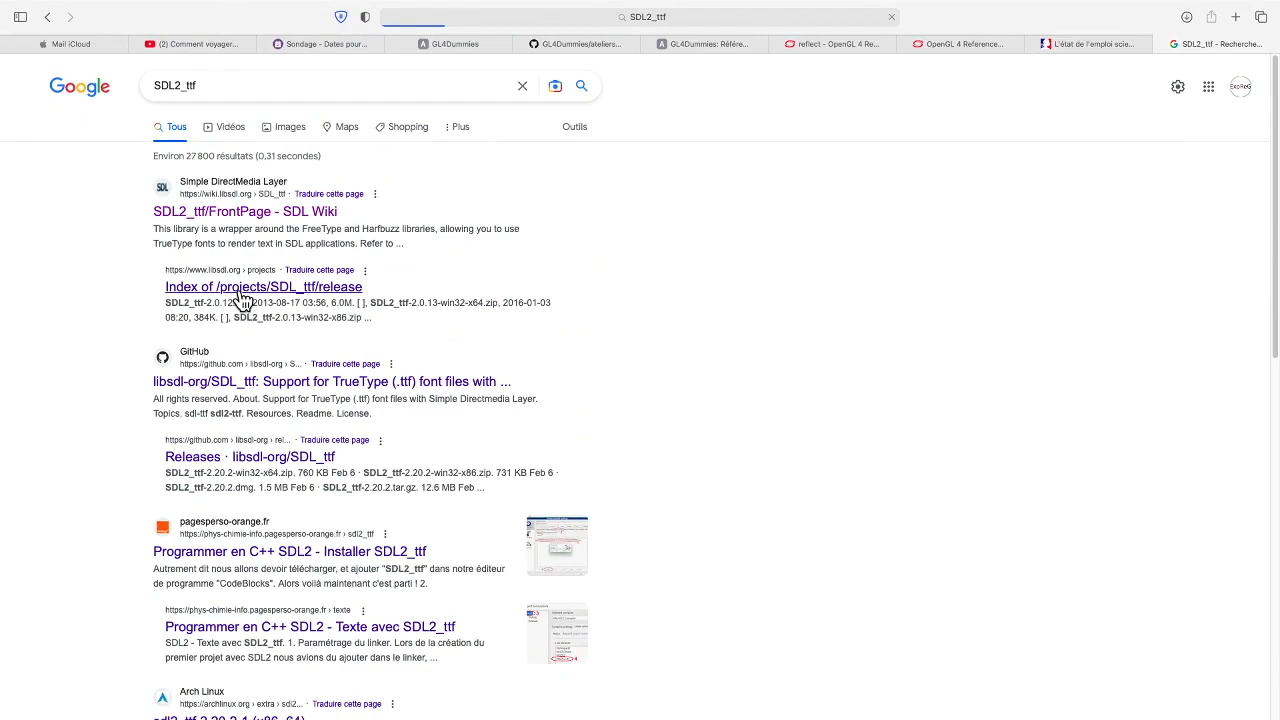 SDL2_ttf
Mail iCloud
(2) Comment voyager...
Sondage - Dates pour...
GL4Dummies
GL4Dummies/ateliers...
GL4Dummies: Référe...
reflect - OpenGL 4 Re...
OpenGL 4 Reference...
L'état de l'emploi scie...
SDL2_ttf - Recherche...
Google
SDL2_ttf
ExoReG
Tous
Vidéos
Images
Maps
Shopping
Plus
Outils
Environ 27 800 résultats (0,31 secondes)
Simple DirectMedia Layer
https://wiki.libsdl.org › SDL_ttf · Traduire cette page
SDL2_ttf/FrontPage - SDL Wiki
This library is a wrapper around the FreeType and Harfbuzz libraries, allowing you to use
TrueType fonts to render text in SDL applications. Refer to ...
https://www.libsdl.org › projects · Traduire cette page
Index of /projects/SDL_ttf/release
SDL2_ttf-2.0.12 2013-08-17 03:56, 6.0M. [ ], SDL2_ttf-2.0.13-win32-x64.zip, 2016-01-03
08:20, 384K. [ ], SDL2_ttf-2.0.13-win32-x86.zip ...
GitHub
https://github.com › libsdl-org › S... · Traduire cette page
libsdl-org/SDL_ttf: Support for TrueType (.ttf) font files with ...
All rights reserved. About. Support for TrueType (.ttf) font files with Simple Directmedia Layer.
Topics. sdl-ttf sdl2-ttf. Resources. Readme. License.
https://github.com › libsdl-org › rel... · Traduire cette page
Releases · libsdl-org/SDL_ttf
SDL2_ttf-2.20.2-win32-x64.zip. 760 KB Feb 6 · SDL2_ttf-2.20.2-win32-x86.zip. 731 KB Feb 6 ·
SDL2_ttf-2.20.2.dmg. 1.5 MB Feb 6 · SDL2_ttf-2.20.2.tar.gz. 12.6 MB Feb ...
pagesperso-orange.fr
https://phys-chimie-info.pagesperso-orange.fr › sdl2_ttf
Programmer en C++ SDL2 - Installer SDL2_ttf
Autrement dit nous allons devoir télécharger, et ajouter "SDL2_ttf" dans notre éditeur
de programme "CodeBlocks". Alors voilà maintenant c'est parti ! 2.
https://phys-chimie-info.pagesperso-orange.fr › texte
Programmer en C++ SDL2 - Texte avec SDL2_ttf
SDL2 - Texte avec SDL2_ttf. 1. Paramétrage du linker. Lors de la création du
premier projet avec SDL2 nous avions du ajouter dans le linker, ...
Arch Linux
https://archlinux.org › extra › sdl2... · Traduire cette page
sdl2_ttf 2.20.2-1 (x86_64)